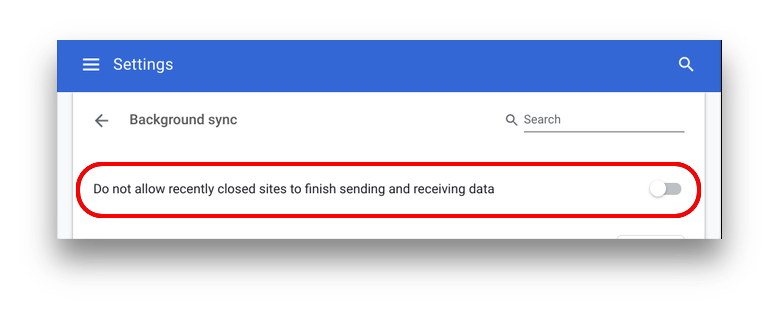 Settings
Background sync
Search
Do not allow recently closed sites to finish sending and receiving data